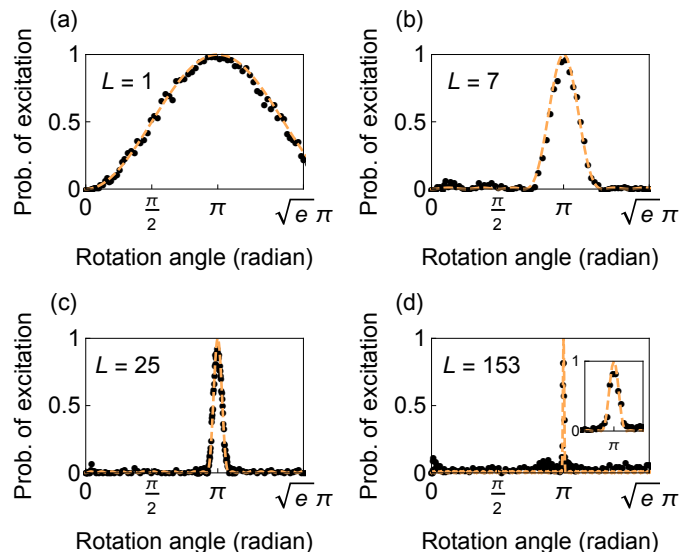 (a)
Prob. of excitation
1
0.5
0
L = 1
0
π/2
π
√e π
Rotation angle (radian)
(b)
Prob. of excitation
1
0.5
0
L = 7
0
π/2
π
√e π
Rotation angle (radian)
(c)
Prob. of excitation
1
0.5
0
L = 25
0
π/2
π
√e π
Rotation angle (radian)
(d)
Prob. of excitation
1
0.5
0
L = 153
1
0
π
0
π/2
π
√e π
Rotation angle (radian)